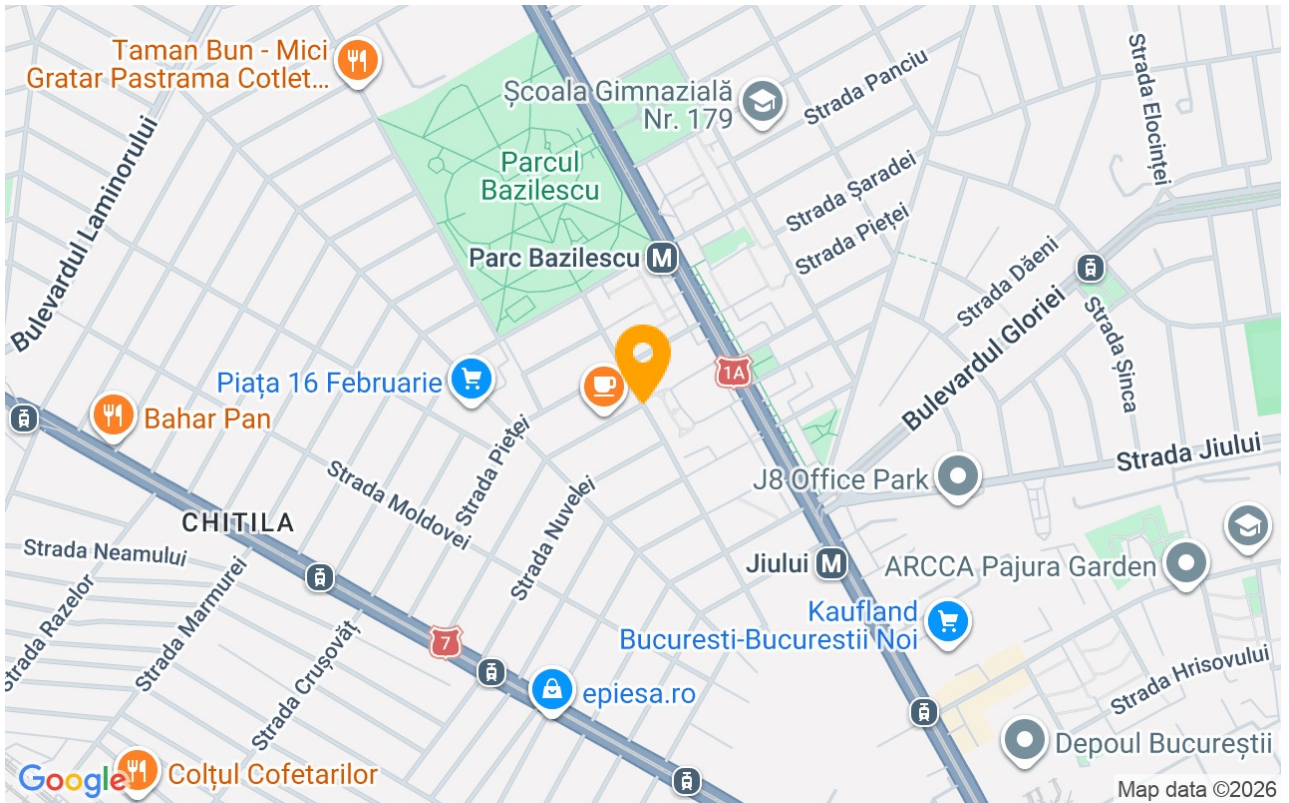 Taman Bun - Mici
Gratar Pastrama Cotlet...
Școala Gimnazială
Nr. 179
Strada Panciu
Strada Elocinței
Bulevardul Laminorului
Parcul
Bazilescu
Strada Șaradei
Strada Pieței
Parc Bazilescu
M
Strada Dăeni
Bulevardul Gloriei
Strada Șinca
Piața 16 Februarie
1A
Bahar Pan
Strada Pieței
Strada Moldovei
Strada Nuvelei
Strada Jiului
J8 Office Park
CHITILA
Strada Neamului
Jiului
M
ARCCA Pajura Garden
Strada Razelor
Strada Marmurei
Strada Crușovăț
7
Kaufland
Bucuresti-Bucurestii Noi
epiesa.ro
Strada Hrisovului
Depoul Bucureștii
Google
Colțul Cofetarilor
Map data ©2026